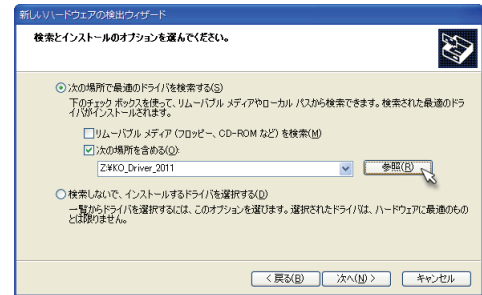 新しいハードウェアの検出ウィザード
検索とインストールのオプションを選んでください。
次の場所で最適のドライバを検索する(S)
下のチェック ボックスを使って、リムーバブル メディアやローカル パスから検索できます。検索された最適のドラ
イバがインストールされます。
リムーバブル メディア (フロッピー、CD-ROM など) を検索(M)
次の場所を含める(O):
Z:¥KO_Driver_2011
参照(R)
検索しないで、インストールするドライバを選択する(D)
一覧からドライバを選択するには、このオプションを選びます。選択されたドライバは、ハードウェアに最適のもの
とは限りません。
< 戻る(B)
次へ(N) >
キャンセル